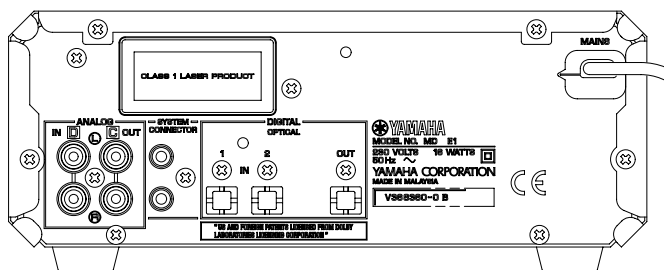 MAINS
CLASS 1 LASER PRODUCT
ANALOG
IN D C OUT
L
R
SYSTEM
CONNECTOR
DIGITAL
OPTICAL
1 2 OUT
IN
YAMAHA
MODEL NO. MD E1
230 VOLTS 16 WATTS
50Hz ~
YAMAHA CORPORATION
MADE IN MALAYSIA
V366360-0 B
CE
"US AND FOREIGN PATENTS LICENSED FROM DOLBY
LABORATORIES LICENSING CORPORATION"